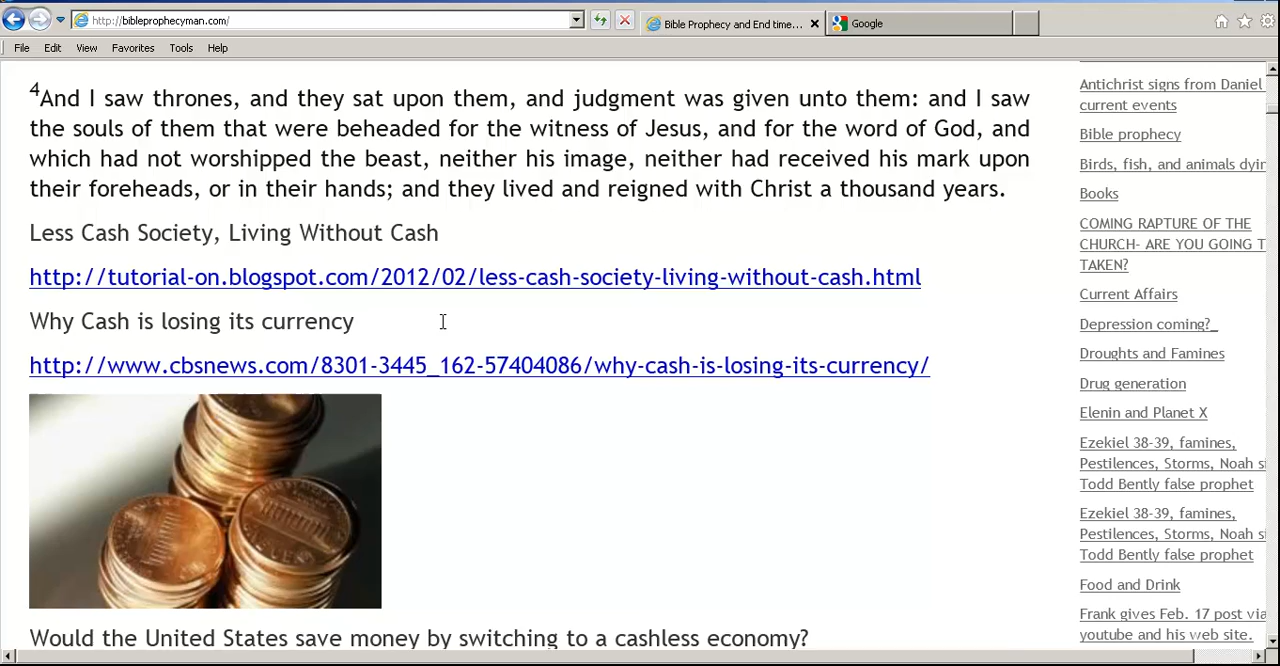 http://bibleprophecyman.com/
Bible Prophecy and End time...
Google
File Edit View Favorites Tools Help
4And I saw thrones, and they sat upon them, and judgment was given unto them: and I saw
the souls of them that were beheaded for the witness of Jesus, and for the word of God, and
which had not worshipped the beast, neither his image, neither had received his mark upon
their foreheads, or in their hands; and they lived and reigned with Christ a thousand years.
Less Cash Society, Living Without Cash
http://tutorial-on.blogspot.com/2012/02/less-cash-society-living-without-cash.html
Why Cash is losing its currency
http://www.cbsnews.com/8301-3445_162-57404086/why-cash-is-losing-its-currency/
Would the United States save money by switching to a cashless economy?
Antichrist signs from Daniel
current events
Bible prophecy
Birds, fish, and animals dyin
Books
COMING RAPTURE OF THE
CHURCH- ARE YOU GOING T
TAKEN?
Current Affairs
Depression coming?_
Droughts and Famines
Drug generation
Elenin and Planet X
Ezekiel 38-39, famines,
Pestilences, Storms, Noah si
Todd Bently false prophet
Ezekiel 38-39, famines,
Pestilences, Storms, Noah si
Todd Bently false prophet
Food and Drink
Frank gives Feb. 17 post via
youtube and his web site.